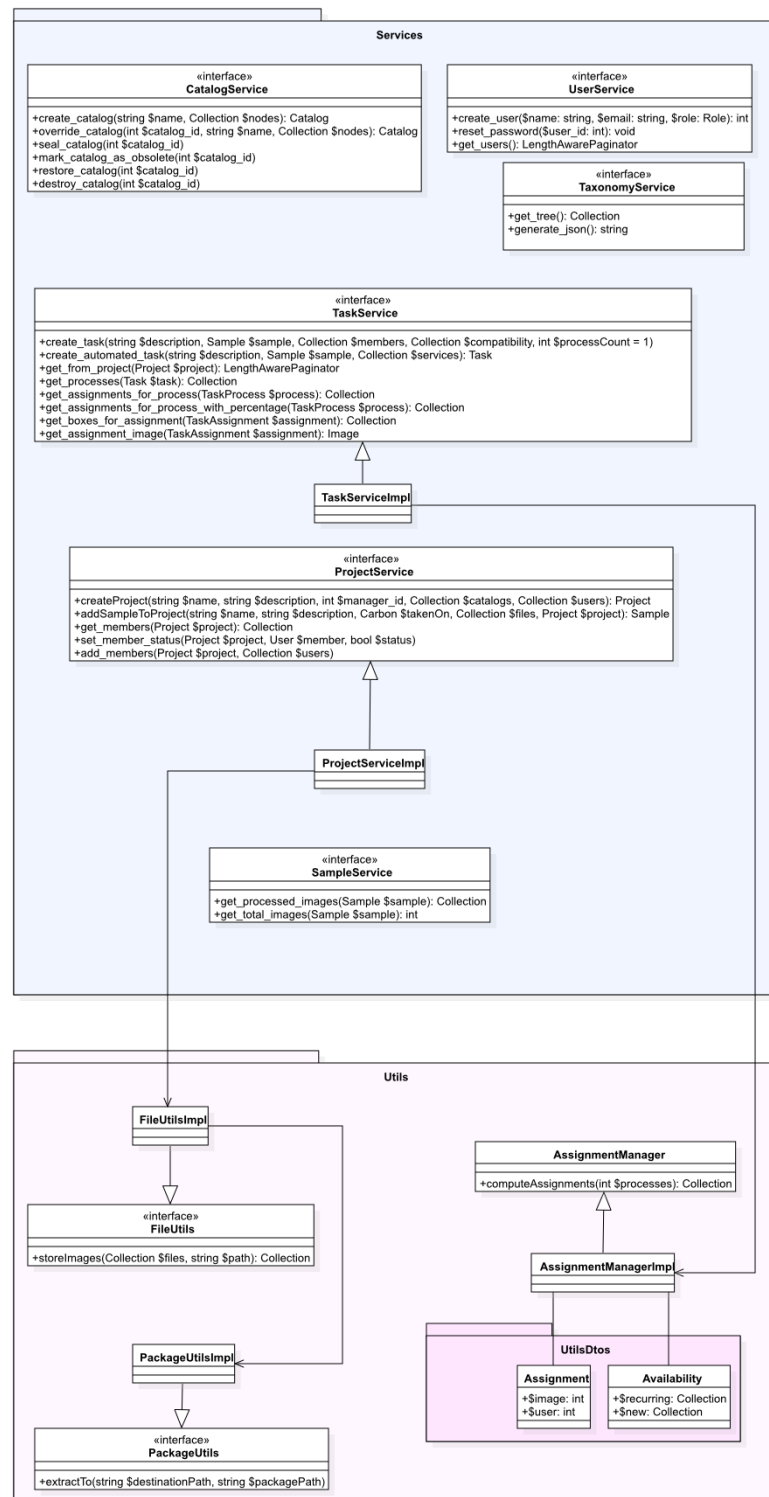 Services
«interface»
CatalogService
+create_catalog(string $name, Collection $nodes): Catalog
+override_catalog(int $catalog_id, string $name, Collection $nodes): Catalog
+seal_catalog(int $catalog_id)
+mark_catalog_as_obsolete(int $catalog_id)
+restore_catalog(int $catalog_id)
+destroy_catalog(int $catalog_id)
«interface»
UserService
+create_user($name: string, $email: string, $role: Role): int
+reset_password($user_id: int): void
+get_users(): LengthAwarePaginator
«interface»
TaxonomyService
+get_tree(): Collection
+generate_json(): string
«interface»
TaskService
+create_task(string $description, Sample $sample, Collection $members, Collection $compatibility, int $processCount = 1)
+create_automated_task(string $description, Sample $sample, Collection $services): Task
+get_from_project(Project $project): LengthAwarePaginator
+get_processes(Task $task): Collection
+get_assignments_for_process(TaskProcess $process): Collection
+get_assignments_for_process_with_percentage(TaskProcess $process): Collection
+get_boxes_for_assignment(TaskAssignment $assignment): Collection
+get_assignment_image(TaskAssignment $assignment): Image
TaskServiceImpl
«interface»
ProjectService
+createProject(string $name, string $description, int $manager_id, Collection $catalogs, Collection $users): Project
+addSampleToProject(string $name, string $description, Carbon $takenOn, Collection $files, Project $project): Sample
+get_members(Project $project): Collection
+set_member_status(Project $project, User $member, bool $status)
+add_members(Project $project, Collection $users)
ProjectServiceImpl
«interface»
SampleService
+get_processed_images(Sample $sample): Collection
+get_total_images(Sample $sample): int
Utils
FileUtilsImpl
AssignmentManager
+computeAssignments(int $processes): Collection
«interface»
FileUtils
+storeImages(Collection $files, string $path): Collection
AssignmentManagerImpl
UtilsDtos
PackageUtilsImpl
Assignment
+$image: int
+$user: int
Availability
+$recurring: Collection
+$new: Collection
«interface»
PackageUtils
+extractTo(string $destinationPath, string $packagePath)